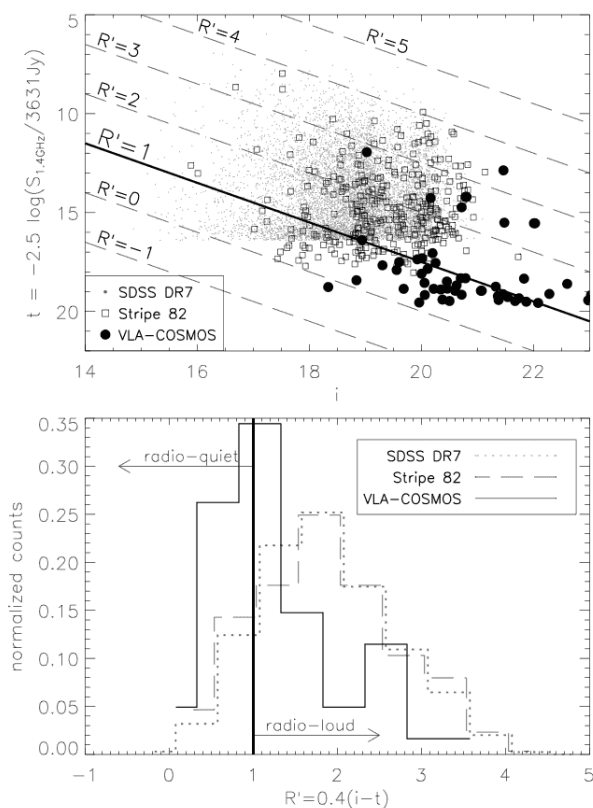 R'=5
R'=4
R'=3
R'=2
R'=1
R'=0
R'=-1
5
10
15
20
t = -2.5 log(S1.4GHz/3631Jy)
SDSS DR7
Stripe 82
VLA-COSMOS
14 16 18 20 22
i
0.35
0.30
0.25
0.20
0.15
0.10
0.05
0.00
normalized counts
radio-quiet
SDSS DR7
Stripe 82
VLA-COSMOS
radio-loud
-1 0 1 2 3 4 5
R'=0.4(i-t)